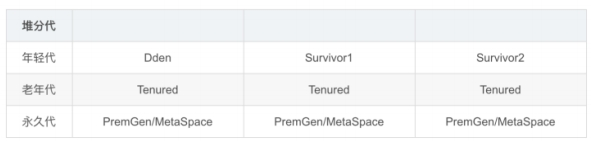 堆分代
年轻代 Dden Survivor1 Survivor2
老年代 Tenured Tenured Tenured
永久代 PremGen/MetaSpace PremGen/MetaSpace PremGen/MetaSpace